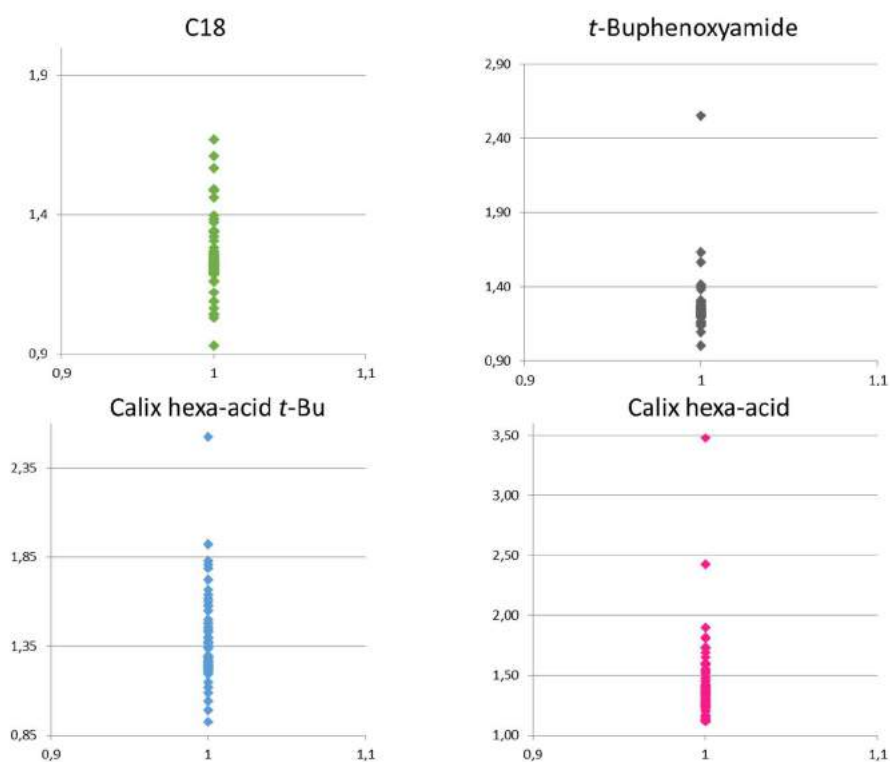 C18
1,9
1,4
0,9
0,9 1 1,1
t-Buphenoxyamide
2,90
2,40
1,90
1,40
0,90
0,9 1 1,1
Calix hexa-acid t-Bu
2,35
1,85
1,35
0,85
0,9 1 1,1
Calix hexa-acid
3,50
3,00
2,50
2,00
1,50
1,00
0,9 1 1,1